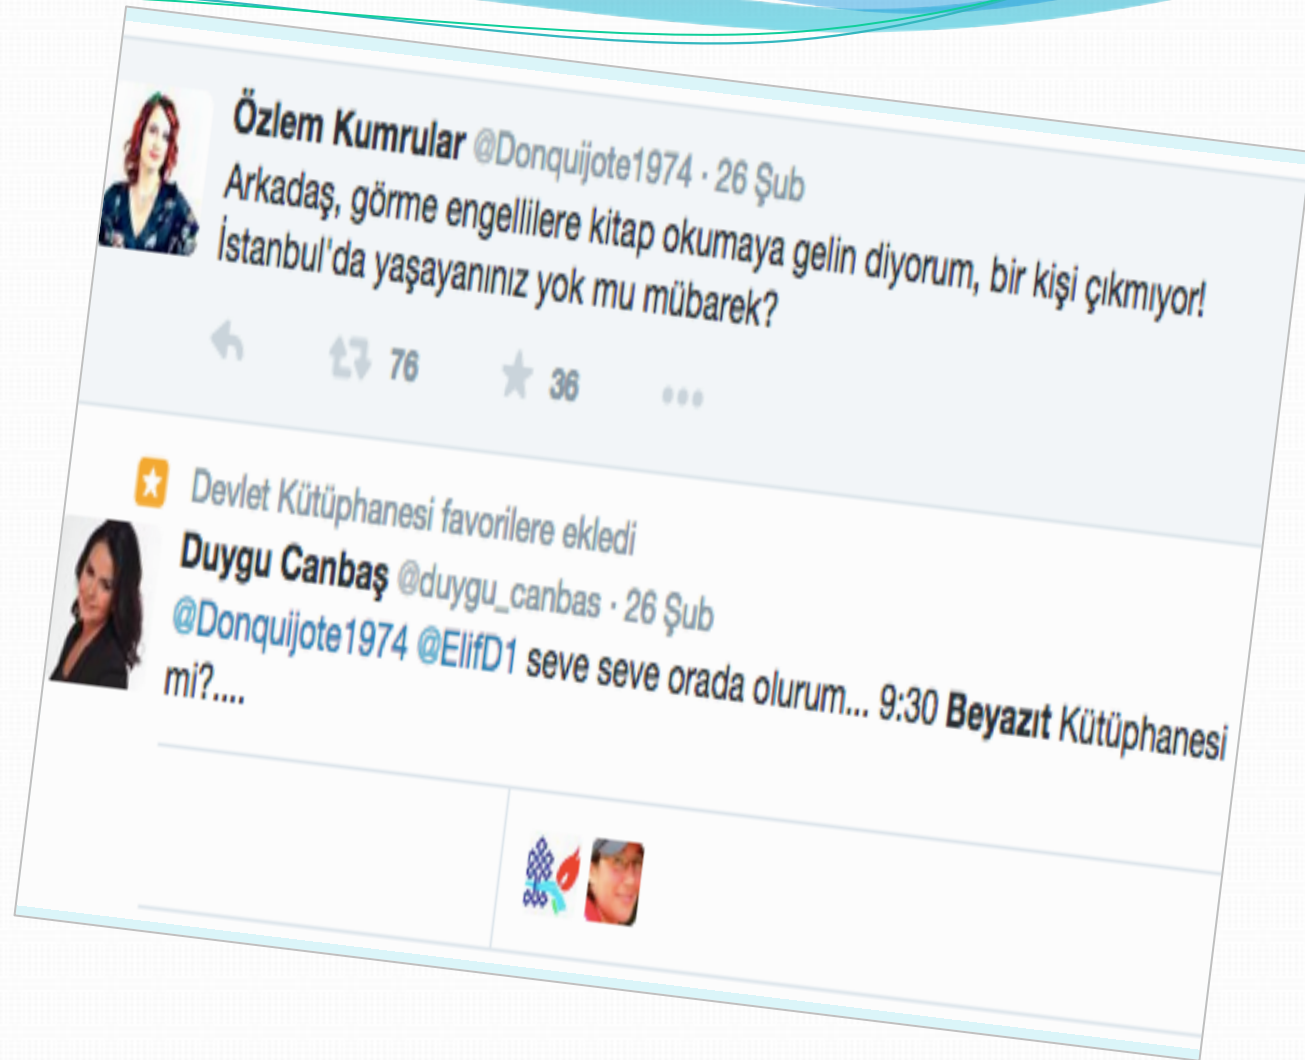 Özlem Kumrular @Donquijote1974 · 26 Şub
Arkadaş, görme engellilere kitap okumaya gelin diyorum, bir kişi çıkmıyor!
İstanbul'da yaşayanınız yok mu mübarek?
76 36
Devlet Kütüphanesi favorilere ekledi
Duygu Canbaş @duygu_canbas · 26 Şub
@Donquijote1974 @ElifD1 seve seve orada olurum... 9:30 Beyazıt Kütüphanesi
mi?....